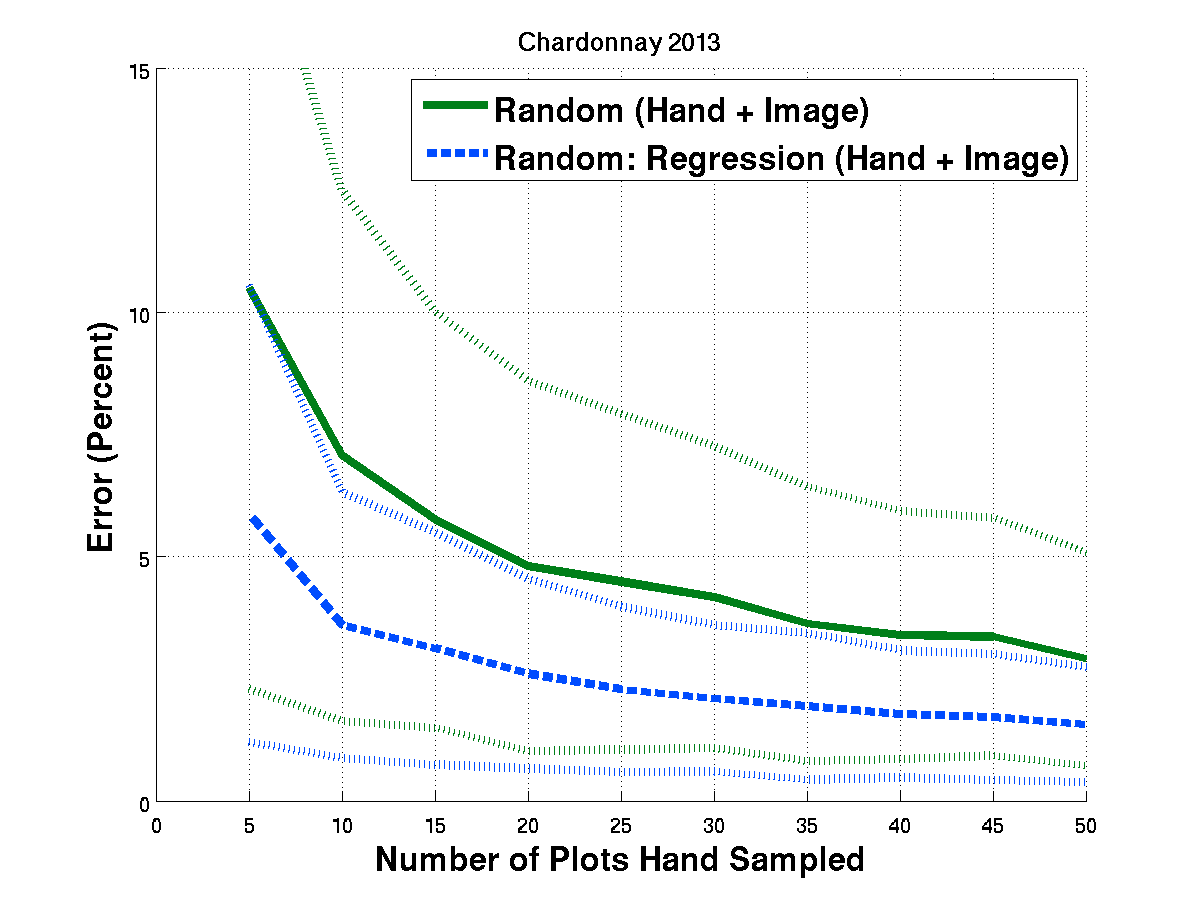 Chardonnay 2013
Random (Hand + Image)
Random: Regression (Hand + Image)
Error (Percent)
15
10
5
0
0 5 10 15 20 25 30 35 40 45 50
Number of Plots Hand Sampled